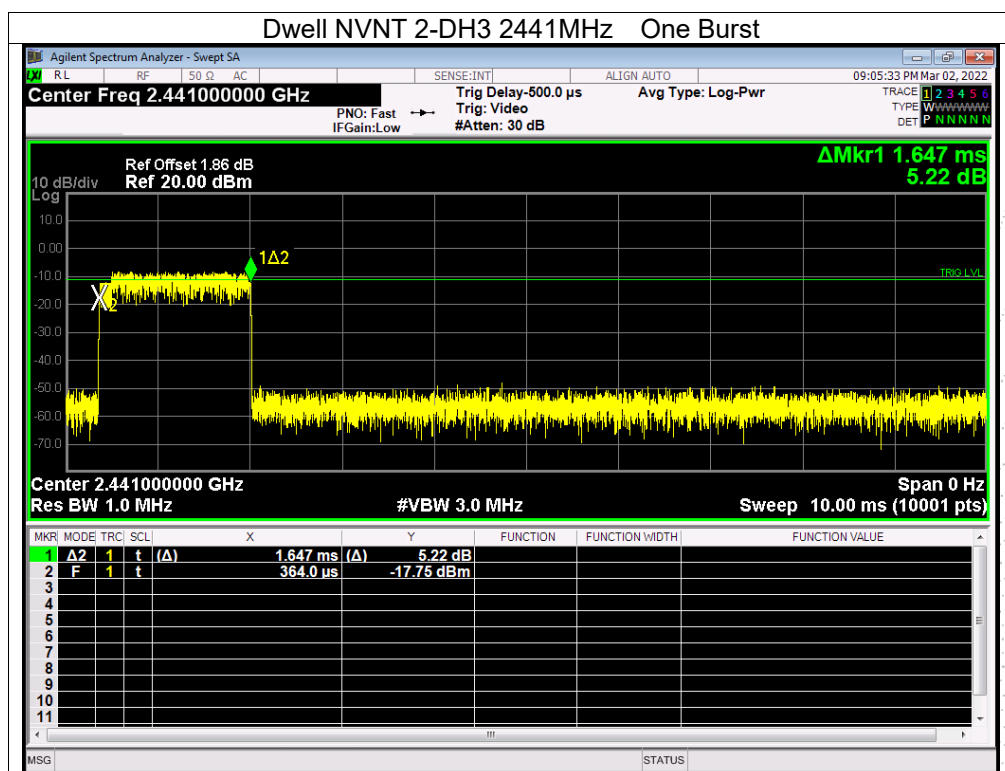 Dwell NVNT 2-DH3 2441MHz One Burst
Agilent Spectrum Analyzer - Swept SA
LXI RL RF 50 Ω AC SENSE:INT ALIGN AUTO 09:05:33 PM Mar 02, 2022
Center Freq 2.441000000 GHz
PNO: Fast
IFGain:Low
Trig Delay-500.0 µs
Trig: Video
#Atten: 30 dB
Avg Type: Log-Pwr
TRACE 1 2 3 4 5 6
TYPE WWWWWW
DET P N N N N N
ΔMkr1 1.647 ms
5.22 dB
Ref Offset 1.86 dB
10 dB/div Ref 20.00 dBm
Log
10.0
0.00
-10.0
-20.0
-30.0
-40.0
-50.0
-60.0
-70.0
1Δ2
2
TRIG LVL
Center 2.441000000 GHz Span 0 Hz
Res BW 1.0 MHz #VBW 3.0 MHz Sweep 10.00 ms (10001 pts)
MKR MODE TRC SCL X Y FUNCTION FUNCTION WIDTH FUNCTION VALUE
1 Δ2 1 t (Δ) 1.647 ms (Δ) 5.22 dB
2 F 1 t 364.0 µs -17.75 dBm
3
4
5
6
7
8
9
10
11
MSG STATUS